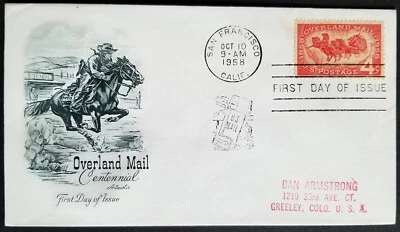 SAN FRANCISCO
OCT 10
9-AM
1958
CALIF.
OVERLAND MAIL
POSTAGE 4¢
FIRST DAY OF ISSUE
Overland Mail
Centennial
First Day of Issue
DAN ARMSTRONG
1219 23rd AVE. CT.
GREELEY, COLO. U. S. A.